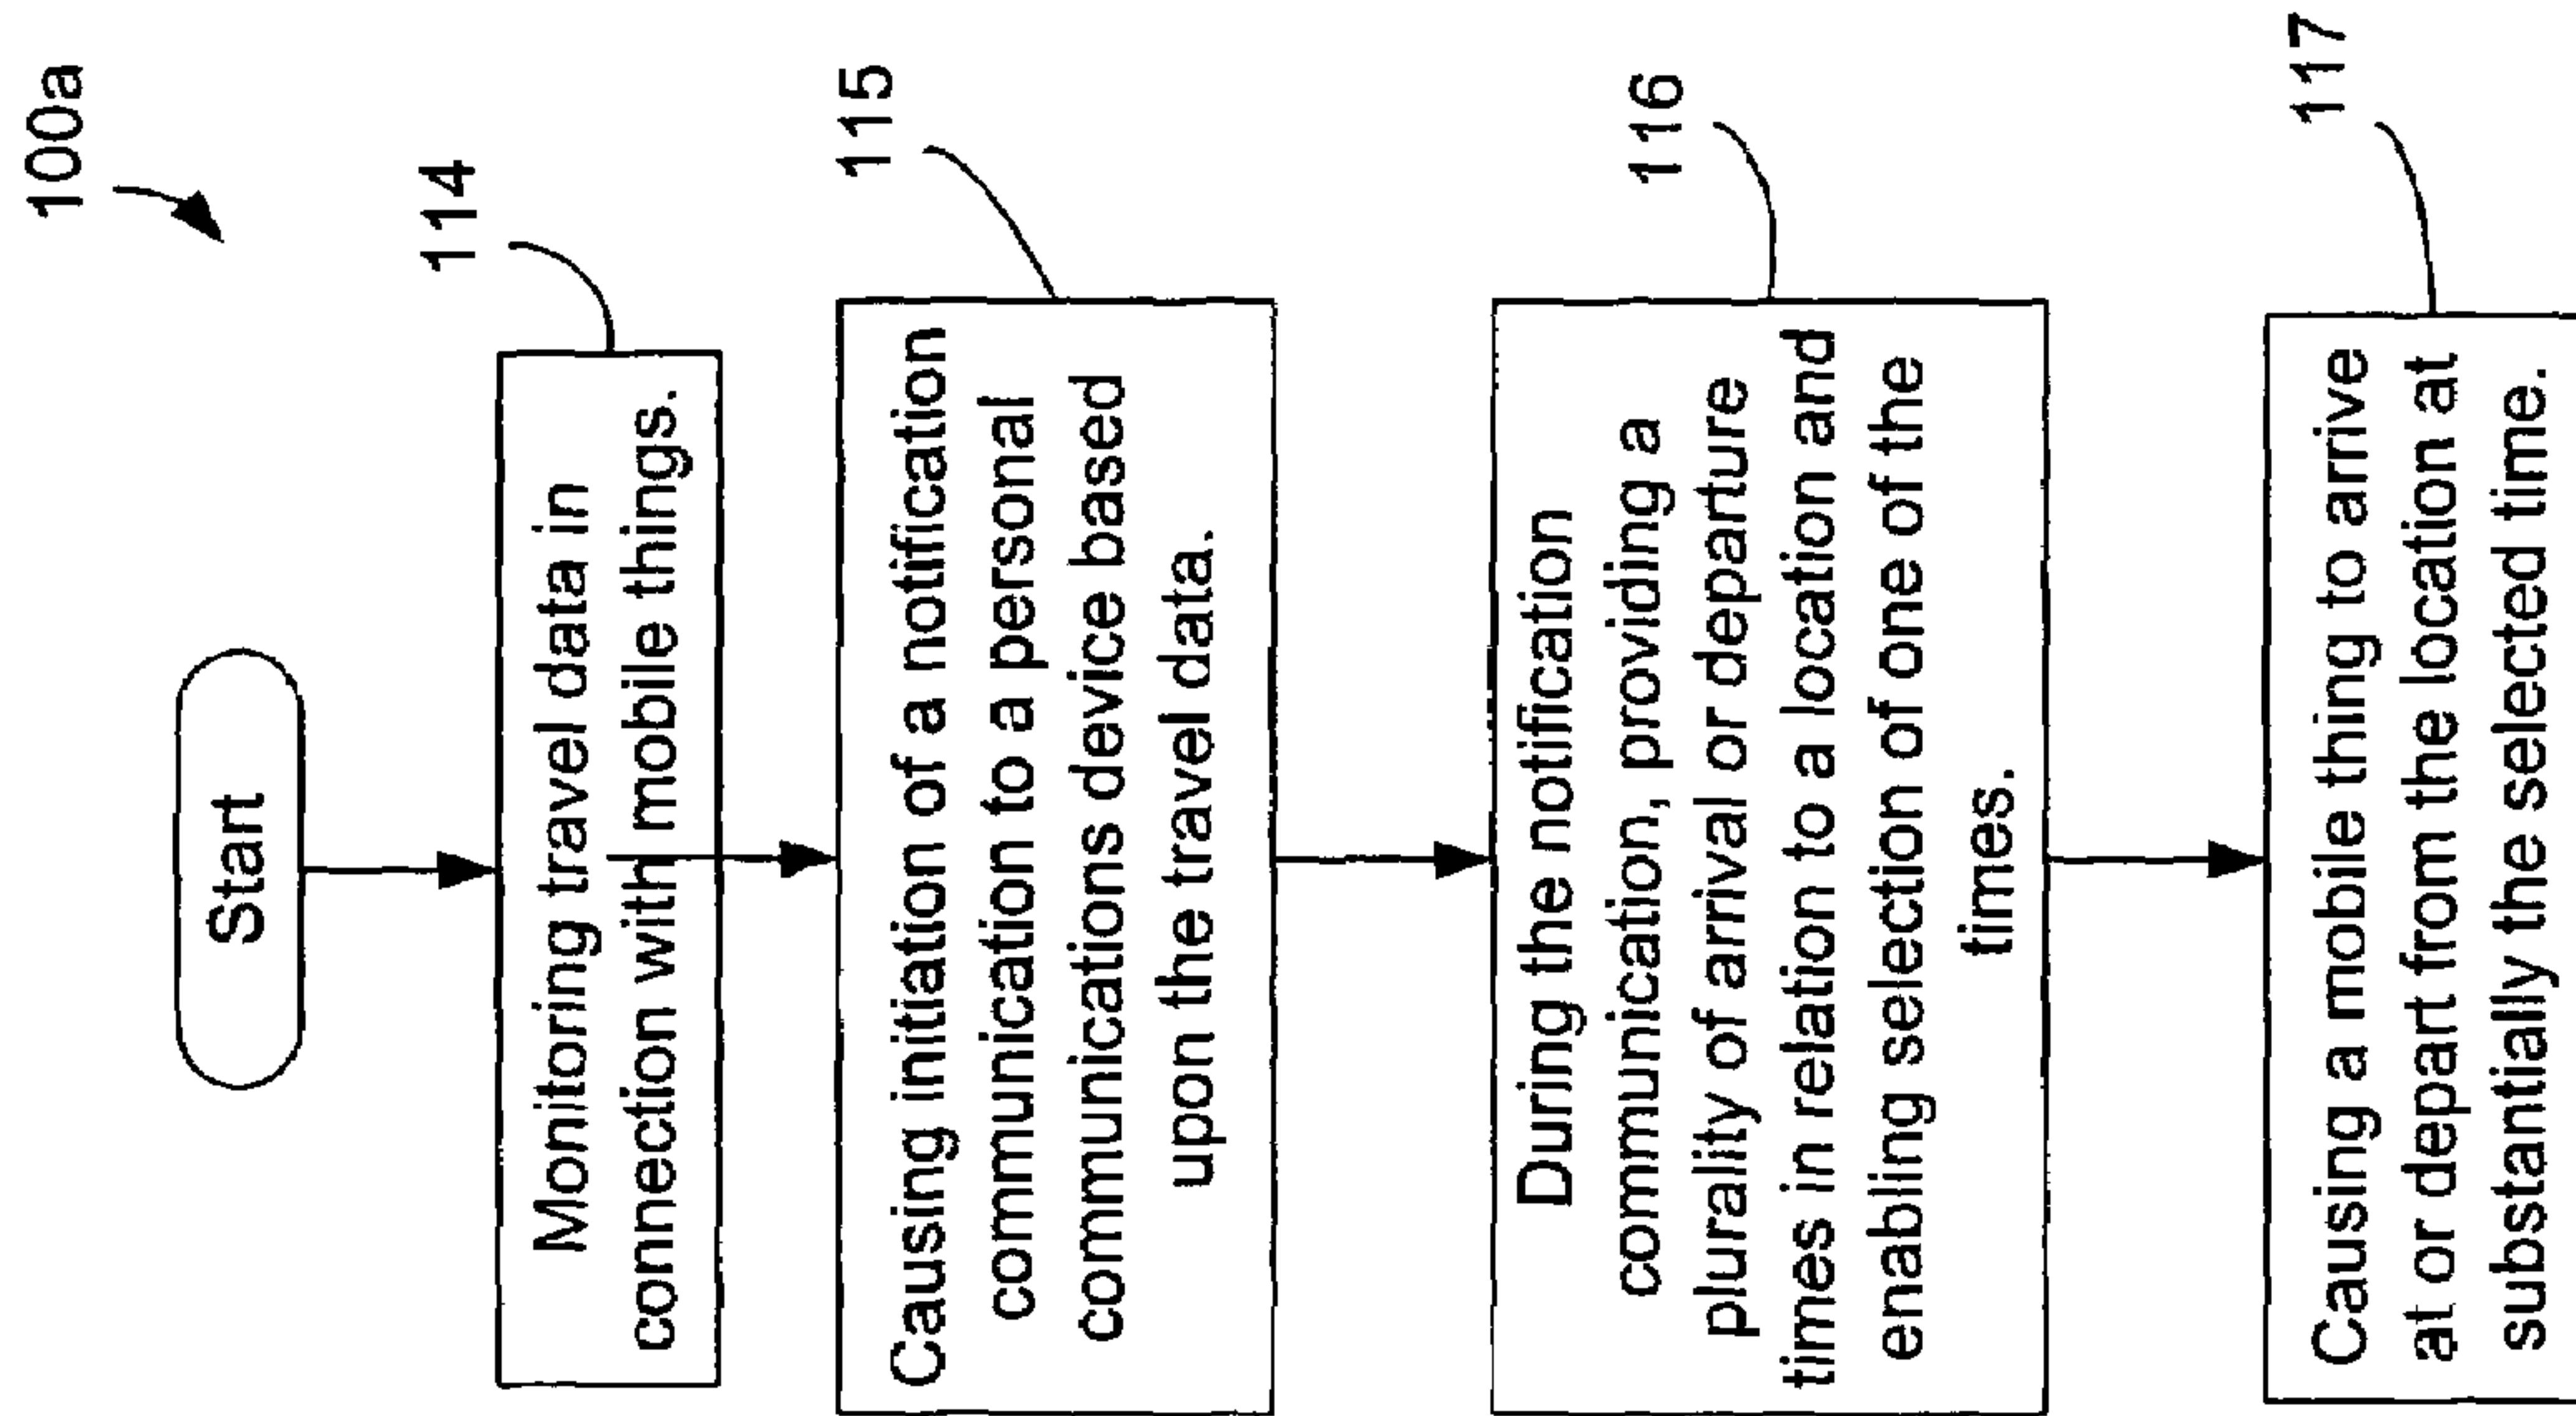 100a
Start
114
Monitoring travel data in
connection with mobile things.
115
Causing initiation of a notification
communication to a personal
communications device based
upon the travel data.
116
During the notification
communication, providing a
plurality of arrival or departure
times in relation to a location and
enabling selection of one of the
times.
117
Causing a mobile thing to arrive
at or depart from the location at
substantially the selected time.